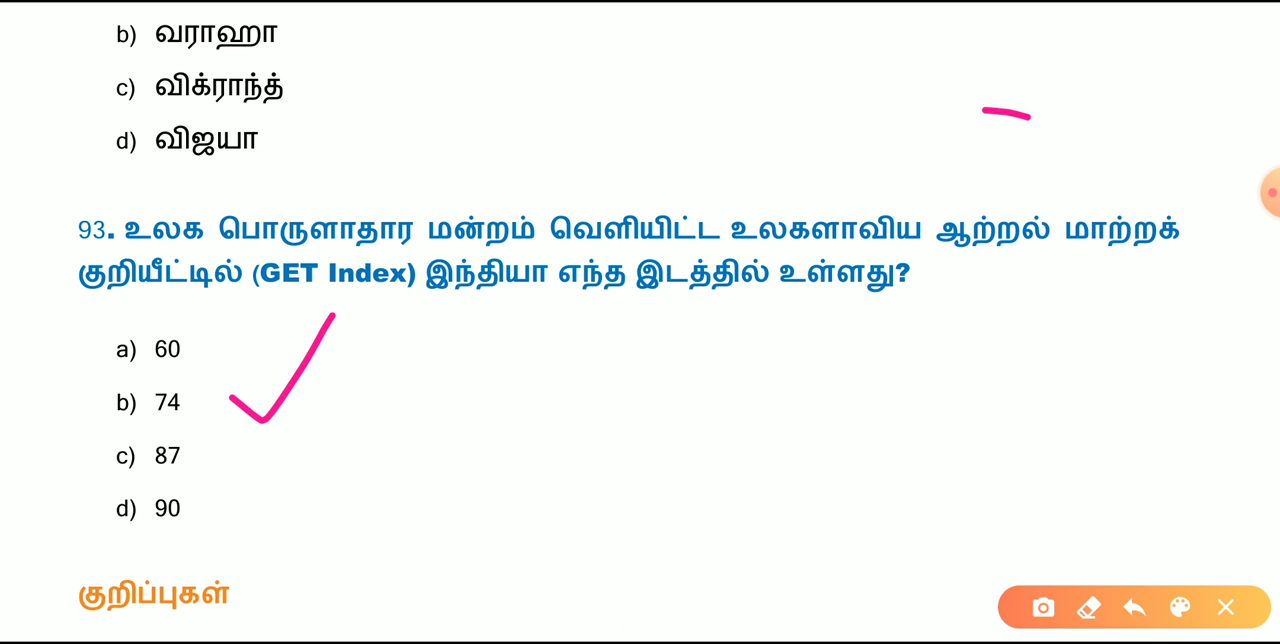 b) வராஹா
c) விக்ராந்த்
d) விஜயா
93. உலக பொருளாதார மன்றம் வெளியிட்ட உலகளாவிய ஆற்றல் மாற்றக்
குறியீட்டில் (GET Index) இந்தியா எந்த இடத்தில் உள்ளது?
a) 60
b) 74
c) 87
d) 90
குறிப்புகள்